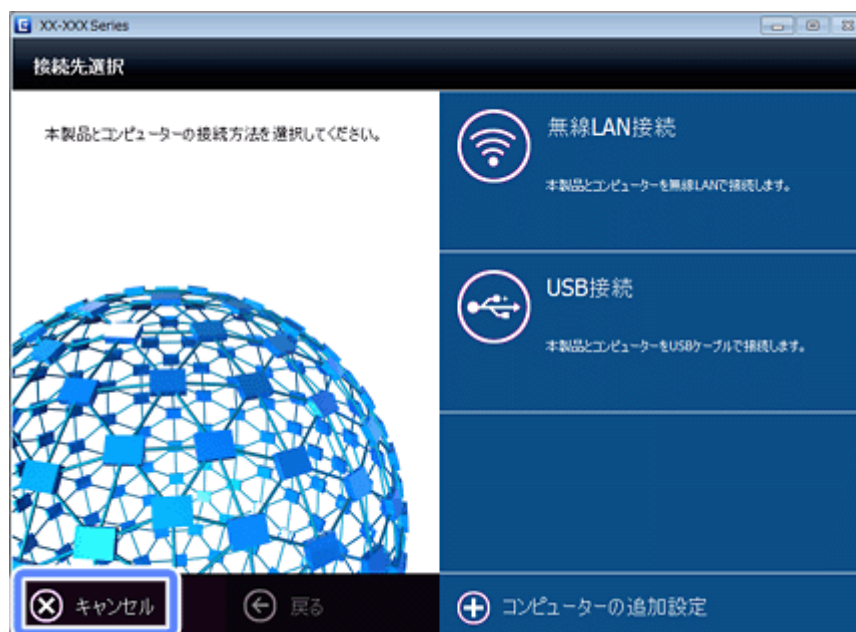 XX-XXX Series
接続先選択
本製品とコンピューターの接続方法を選択してください。
無線LAN接続
本製品とコンピューターを無線LANで接続します。
USB接続
本製品とコンピューターをUSBケーブルで接続します。
キャンセル
戻る
コンピューターの追加設定